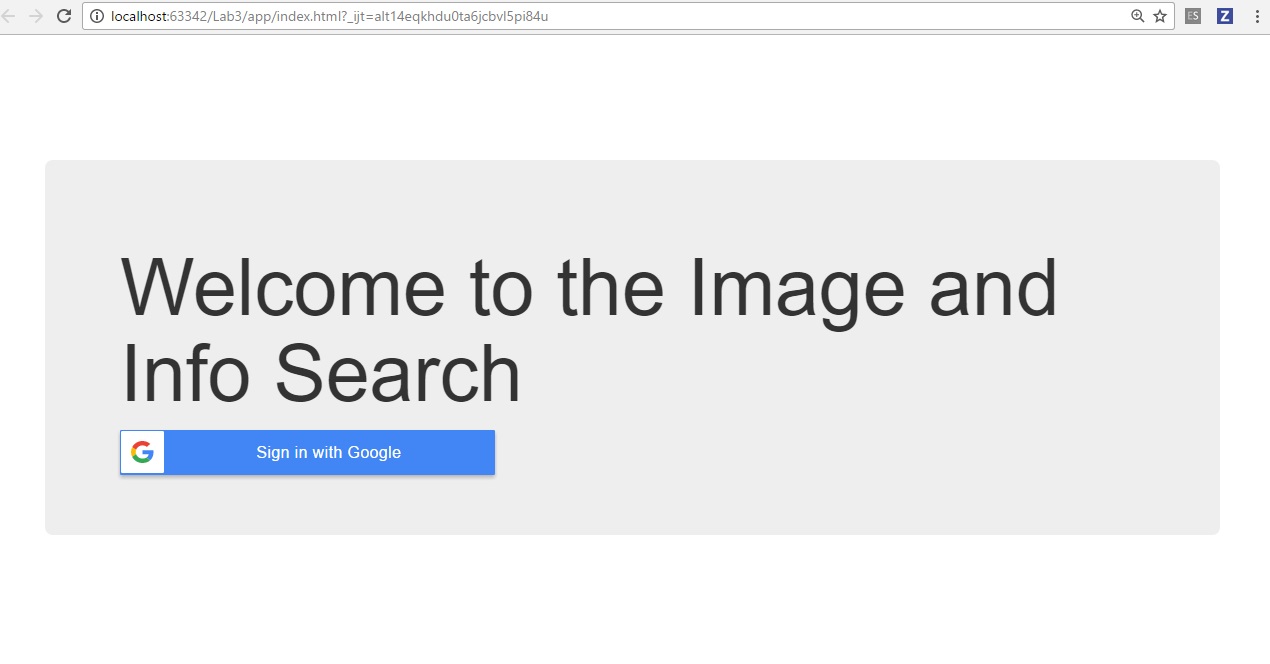 localhost:63342/Lab3/app/index.html?_ijt=alt14eqkhdu0ta6jcbvl5pi84u
ES
Z
Welcome to the Image and
Info Search
G
Sign in with Google